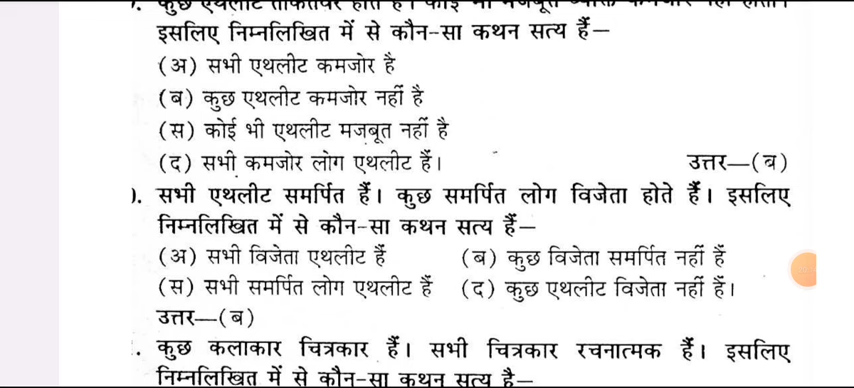 इसलिए निम्नलिखित में से कौन-सा कथन सत्य हैं—
(अ) सभी एथलीट कमजोर है
(ब) कुछ एथलीट कमजोर नहीं है
(स) कोई भी एथलीट मजबूत नहीं है
(द) सभी कमजोर लोग एथलीट हैं। उत्तर—(ब)
सभी एथलीट समर्पित हैं। कुछ समर्पित लोग विजेता होते हैं। इसलिए
निम्नलिखित में से कौन-सा कथन सत्य हैं—
(अ) सभी विजेता एथलीट हैं (ब) कुछ विजेता समर्पित नहीं हैं
(स) सभी समर्पित लोग एथलीट हैं (द) कुछ एथलीट विजेता नहीं हैं।
उत्तर—(ब)
कुछ कलाकार चित्रकार हैं। सभी चित्रकार रचनात्मक हैं। इसलिए
निम्नलिखित में से कौन-सा कथन सत्य है—